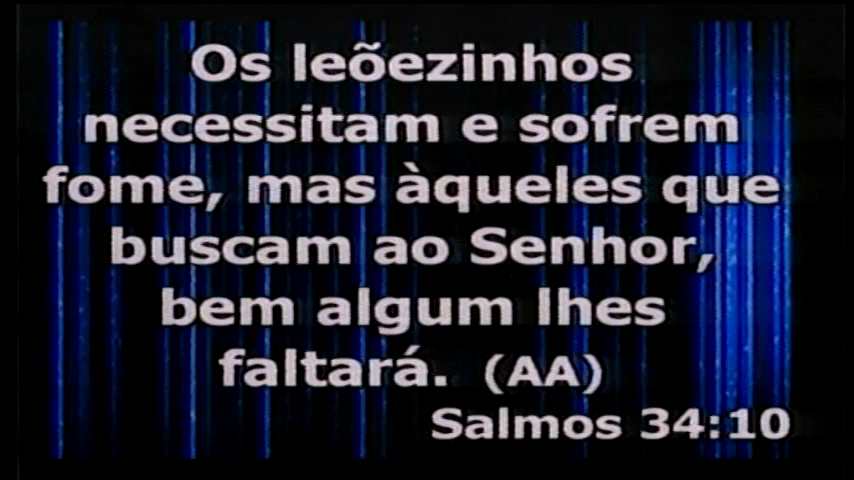 Os leõezinhos
necessitam e sofrem
fome, mas àqueles que
buscam ao Senhor,
bem algum lhes
faltará. (AA)
Salmos 34:10